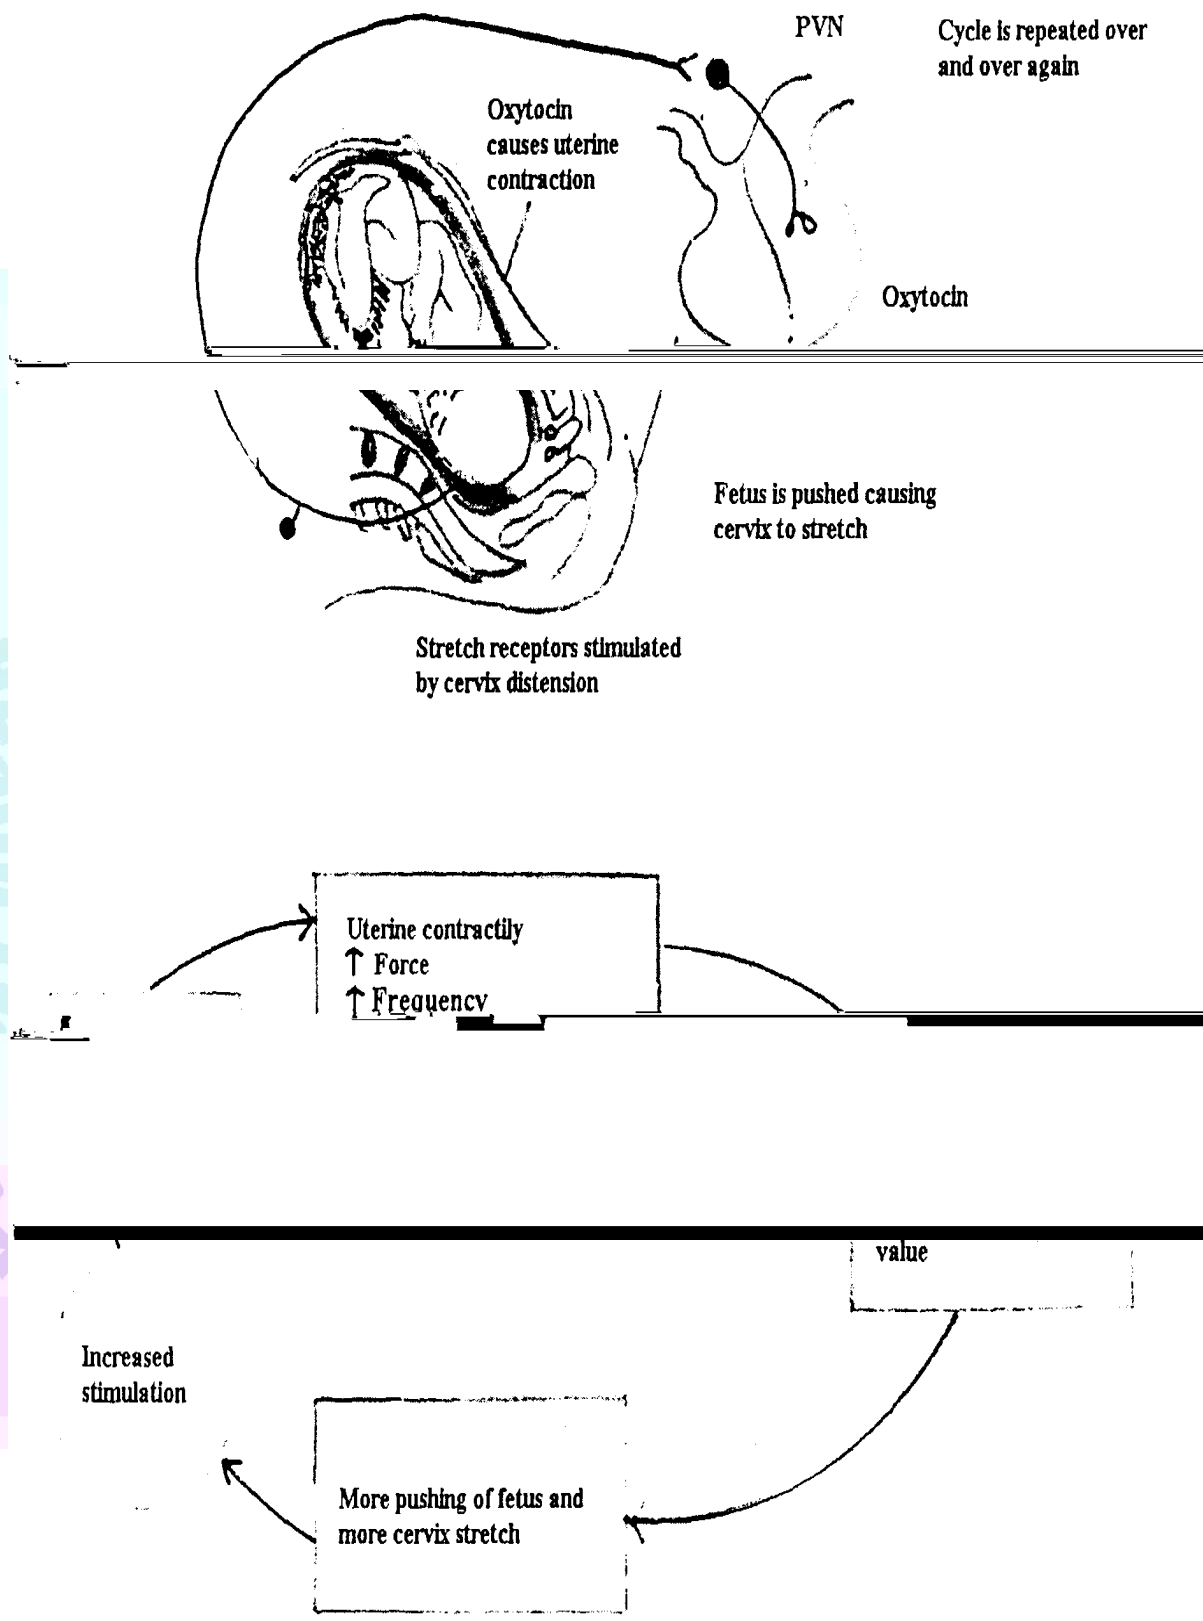 PVN
Cycle is repeated over
and over again
Oxytocin
causes uterine
contraction
Oxytocin
Fetus is pushed causing
cervix to stretch
Stretch receptors stimulated
by cervix distension
Uterine contractily
↑ Force
↑ Frequency
value
Increased
stimulation
More pushing of fetus and
more cervix stretch